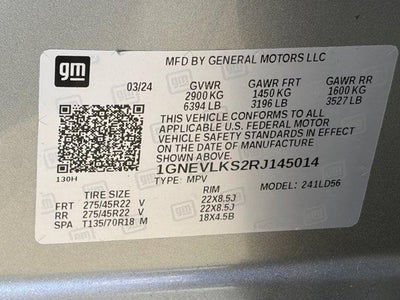 gm
MFD BY GENERAL MOTORS LLC
03/24 GVWR GAWR FRT GAWR RR
2900 KG 1450 KG 1600 KG
6394 LB 3196 LB 3527 LB
THIS VEHICLE CONFORMS TO ALL
APPLICABLE U.S. FEDERAL MOTOR
VEHICLE SAFETY STANDARDS IN EFFECT
ON THE DATE OF MANUFACTURE
SHOWN ABOVE.
1GNEVLKS2RJ145014
130H TYPE: MPV MODEL: 241LD56
TIRE SIZE RIM
FRT 275/45R22 V 22X8.5J
RR 275/45R22 V 22X8.5J
SPA T135/70R18 M 18X4.5B